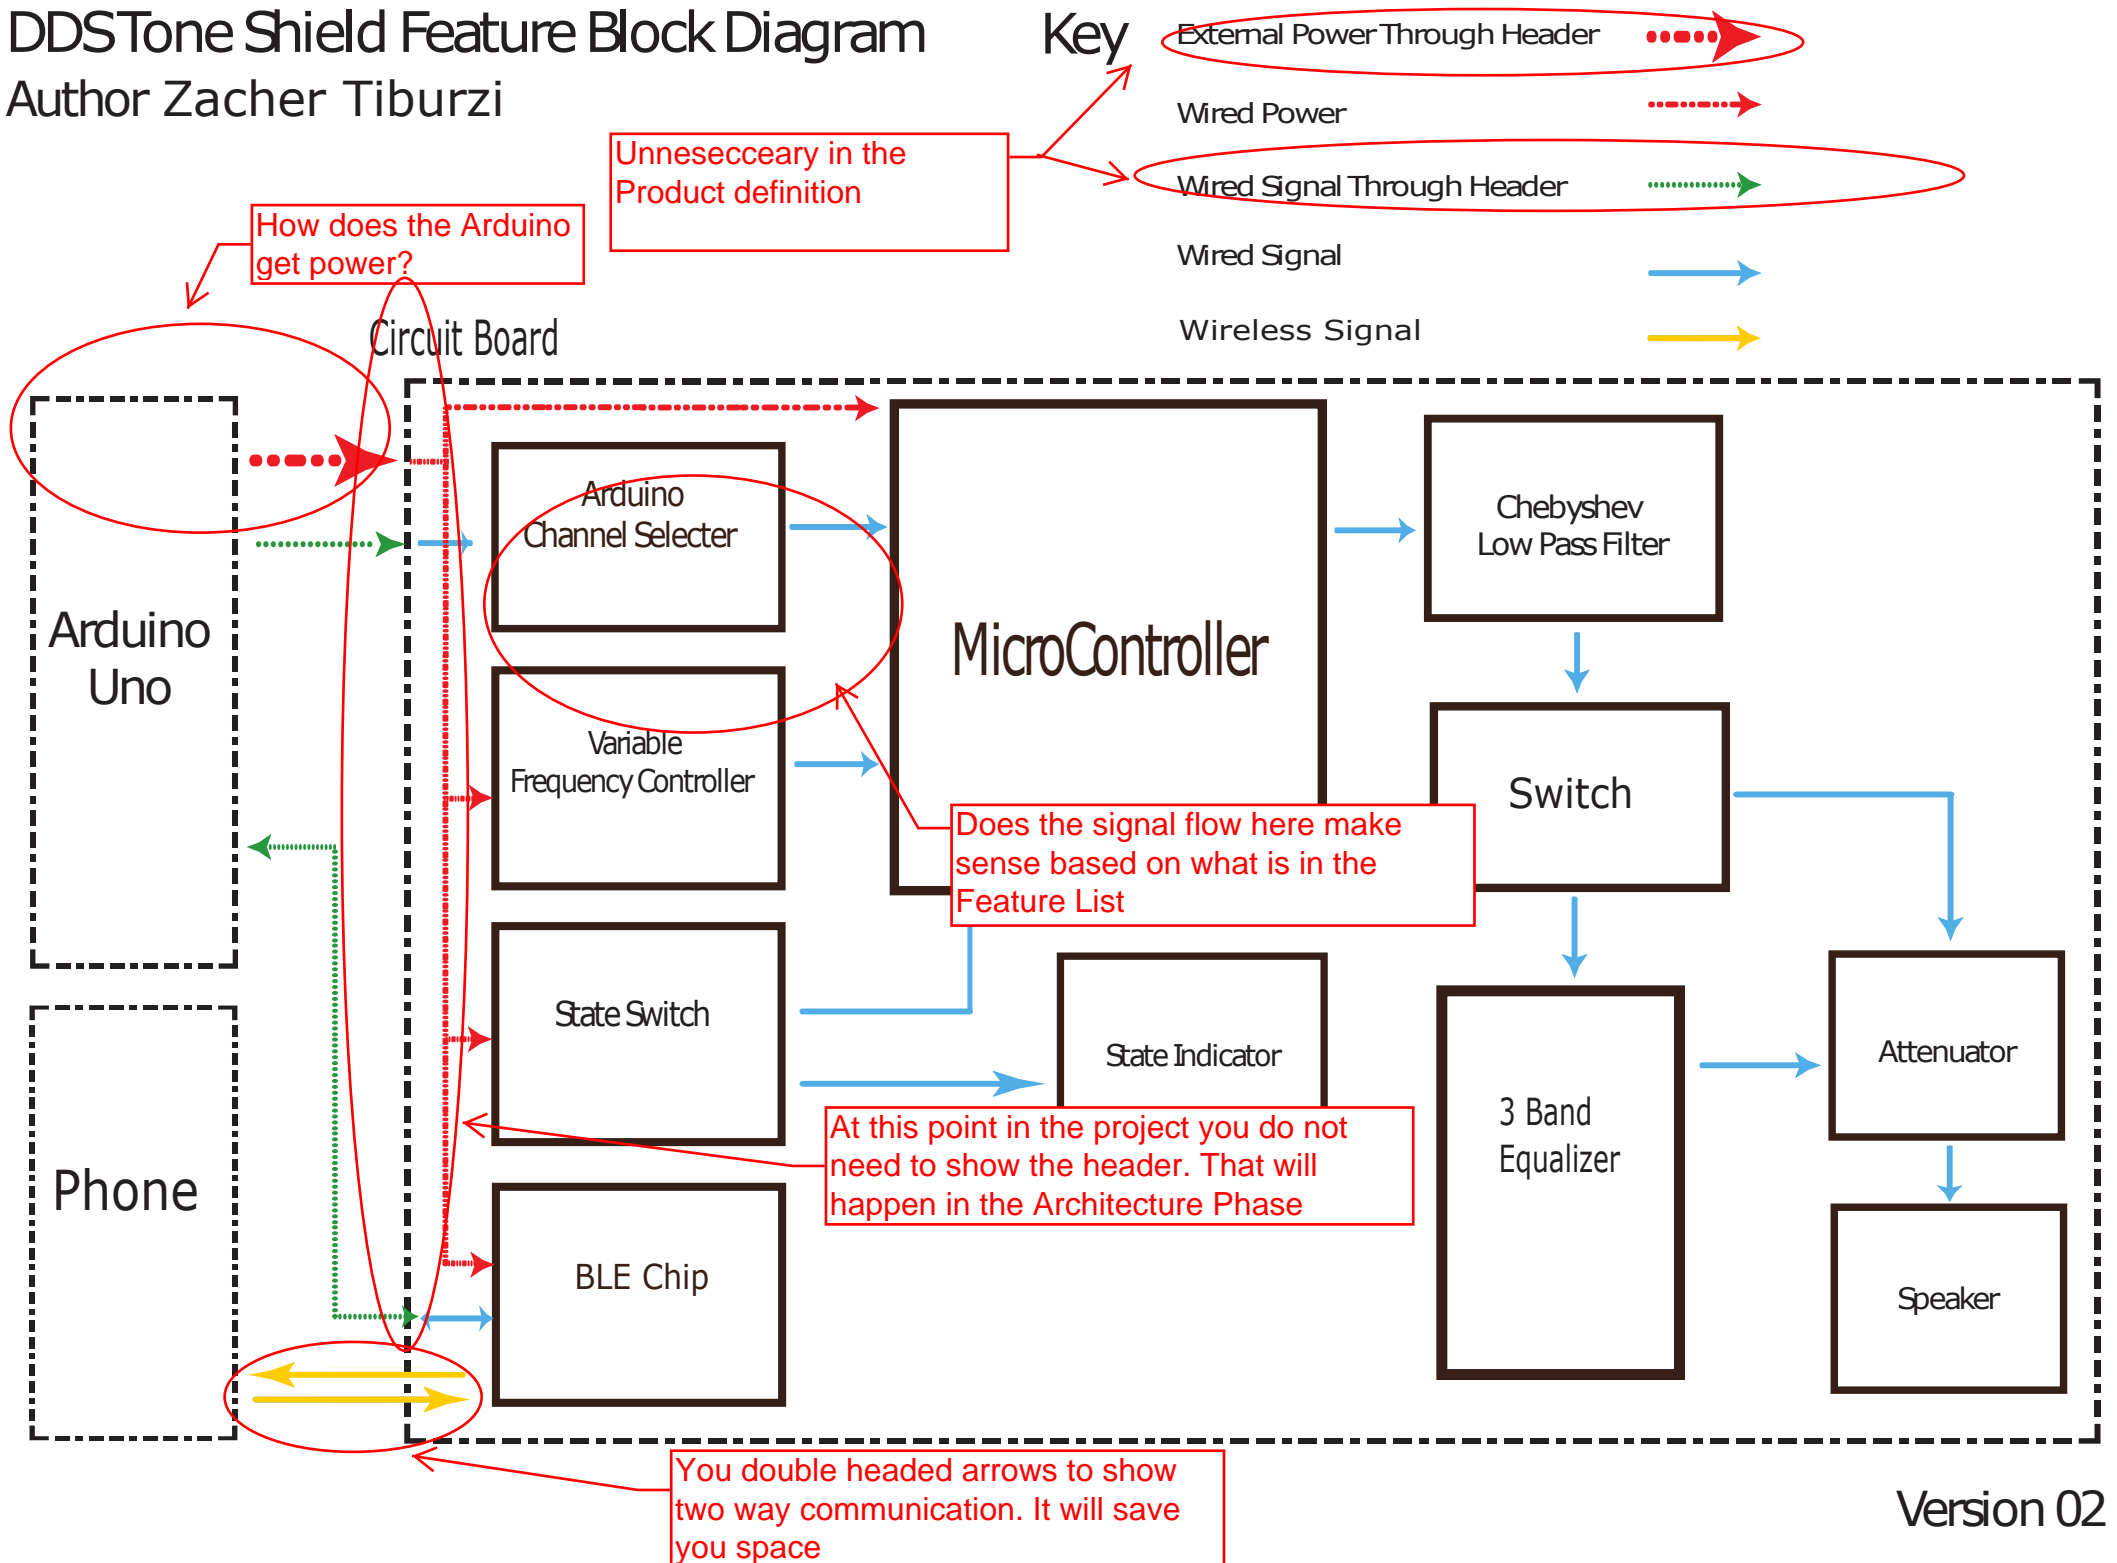 DDS Tone Shield Feature Block Diagram
Author Zacher Tiburzi
Key
External Power Through Header
Wired Power
Wired Signal Through Header
Wired Signal
Wireless Signal
Unnesecceary in the
Product definition
How does the Arduino
get power?
Circuit Board
Arduino
Uno
Phone
Arduino
Channel Selecter
Variable
Frequency Controller
State Switch
BLE Chip
MicroController
Does the signal flow here make
sense based on what is in the
Feature List
State Indicator
At this point in the project you do not
need to show the header. That will
happen in the Architecture Phase
Chebyshev
Low Pass Filter
Switch
3 Band
Equalizer
Attenuator
Speaker
You double headed arrows to show
two way communication. It will save
you space
Version 02